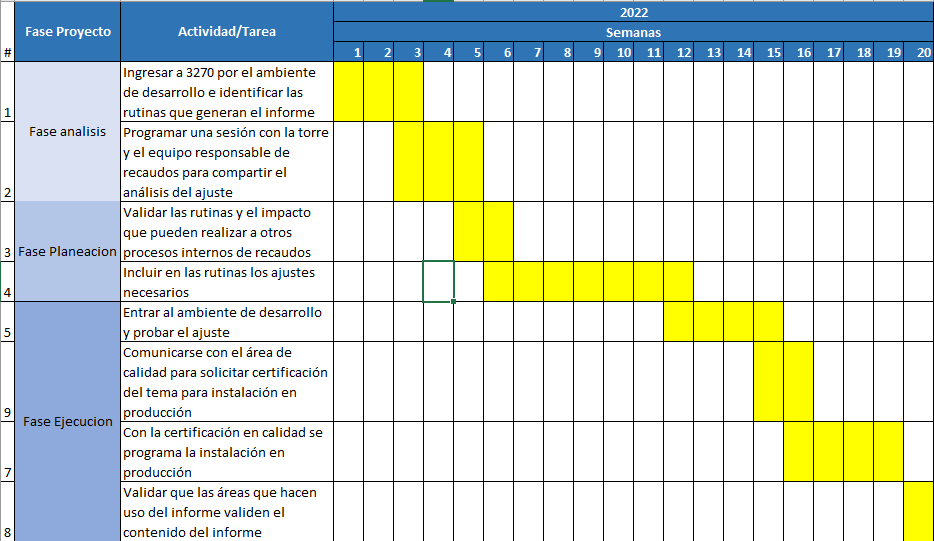 2022
Semanas
# Fase Proyecto Actividad/Tarea 1 2 3 4 5 6 7 8 9 10 11 12 13 14 15 16 17 18 19 20
Fase analisis
1
Ingresar a 3270 por el ambiente
de desarrollo e identificar las
rutinas que generan el informe
2
Programar una sesión con la torre
y el equipo responsable de
recaudos para compartir el
análisis del ajuste
Fase Planeacion
3
Validar las rutinas y el impacto
que pueden realizar a otros
procesos internos de recaudos
4
Incluir en las rutinas los ajustes
necesarios
Fase Ejecucion
5
Entrar al ambiente de desarrollo
y probar el ajuste
9
Comunicarse con el área de
calidad para solicitar certificación
del tema para instalación en
producción
7
Con la certificación en calidad se
programa la instalación en
producción
8
Validar que las áreas que hacen
uso del informe validen el
contenido del informe